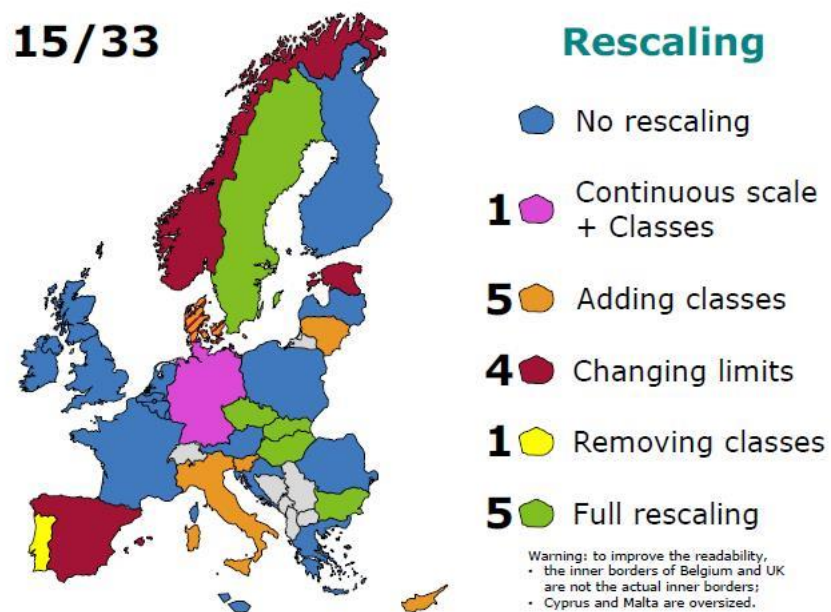 15/33
Rescaling
No rescaling
1 Continuous scale
+ Classes
5 Adding classes
4 Changing limits
1 Removing classes
5 Full rescaling
Warning: to improve the readability,
• the inner borders of Belgium and UK
are not the actual inner borders;
• Cyprus and Malta are oversized.